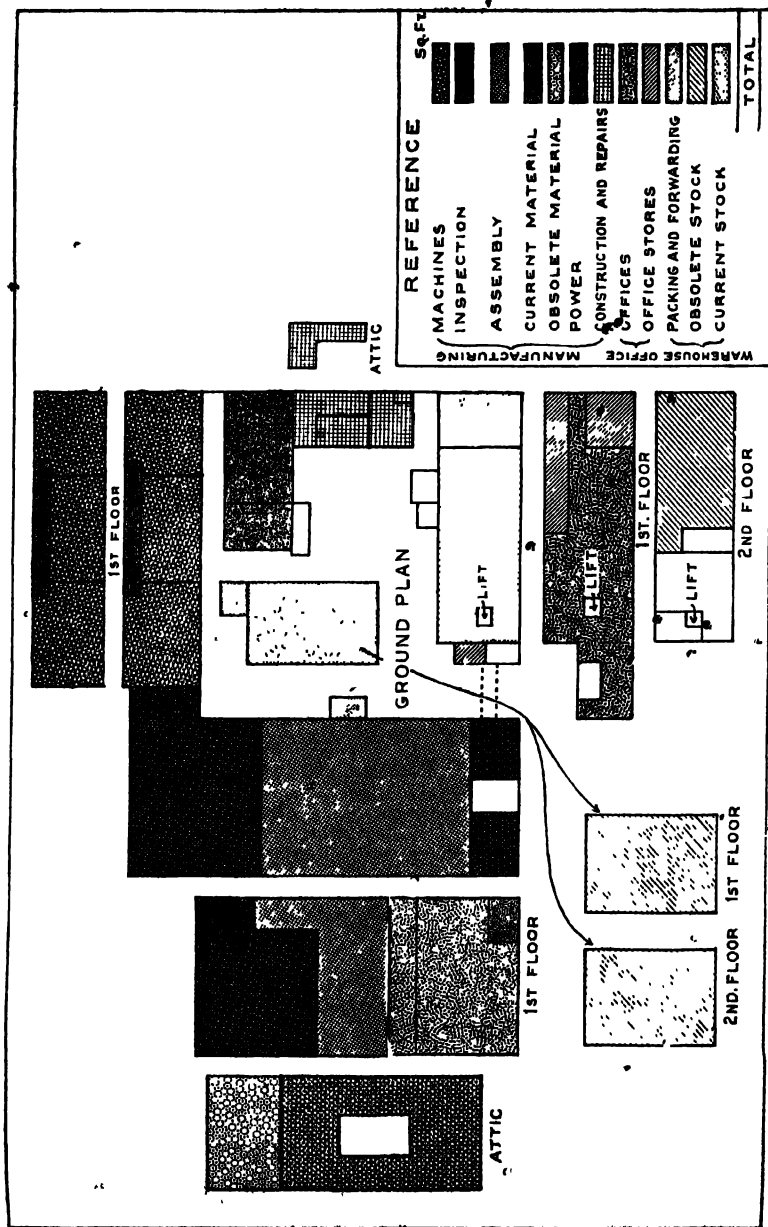 REFERENCE
SQ.FT.
MACHINES
INSPECTION
ASSEMBLY
CURRENT MATERIAL
OBSOLETE MATERIAL
POWER
CONSTRUCTION AND REPAIRS
OFFICES
OFFICE STORES
PACKING AND FORWARDING
OBSOLETE STOCK
CURRENT STOCK
MANUFACTURING
OFFICE
WAREHOUSE
TOTAL
ATTIC
1ST FLOOR
GROUND PLAN
LIFT
1ST. FLOOR
LIFT
2ND FLOOR
LIFT
1ST FLOOR
ATTIC
1ST FLOOR
2ND. FLOOR